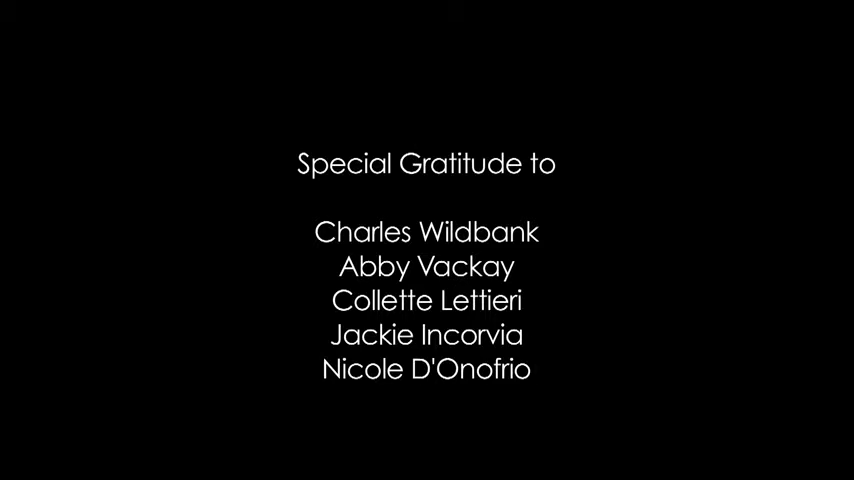 Special Gratitude to
Charles Wildbank
Abby Vackay
Collette Lettieri
Jackie Incorvia
Nicole D'Onofrio